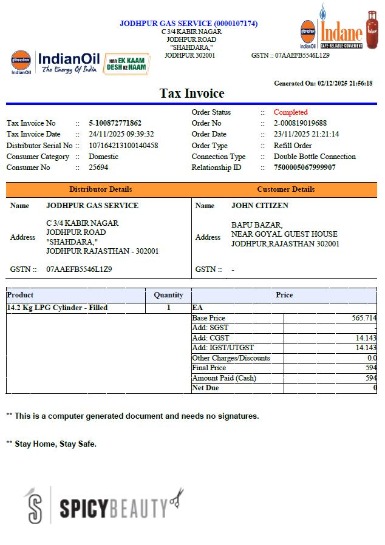 JODHPUR GAS SERVICE (0000107174)
C 3/4 KABIR NAGAR
JODHPUR ROAD
"SHAHDARA,"
JODHPUR 302001
GSTN :: 07AAEFB5546L1Z9
IndianOil
The Energy Of India
EK KAAM
DESH KE NAAM
Indane
Generated On: 02/12/2025 21:56:18
Tax Invoice
Order Status :: Completed
Tax Invoice No :: 5-100872771862
Order No :: 2-000819019688
Tax Invoice Date :: 24/11/2025 09:39:32
Order Date :: 23/11/2025 21:21:14
Distributor Serial No :: 107164213100140458
Order Type :: Refill Order
Consumer Category :: Domestic
Connection Type :: Double Bottle Connection
Consumer No :: 25694
Relationship ID :: 7500005067999907
Distributor Details
Customer Details
Name JODHPUR GAS SERVICE
Name JOHN CITIZEN
Address
C 3/4 KABIR NAGAR
JODHPUR ROAD
"SHAHDARA,"
JODHPUR RAJASTHAN - 302001
Address
BAPU BAZAR,
NEAR GOYAL GUEST HOUSE
JODHPUR,RAJASTHAN 302001
GSTN :: 07AAEFB5546L1Z9
GSTN :: -
Product Quantity Price
14.2 Kg LPG Cylinder - Filled 1 EA
Base Price 565.714
Add: SGST -
Add: CGST 14.143
Add: IGST/UTGST 14.143
Other Charges/Discounts 0.0
Final Price 594
Amount Paid (Cash) 594
Net Due 0
** This is a computer generated document and needs no signatures.
** Stay Home, Stay Safe.
S SPICYBEAUTY